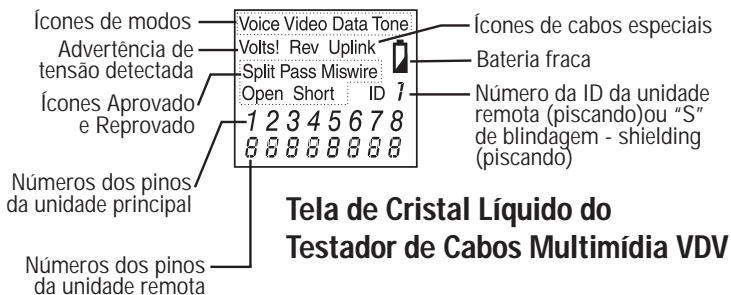 Ícones de modos
Advertência de
tensão detectada
Ícones Aprovado
e Reprovado
Números dos pinos
da unidade principal
Números dos pinos
da unidade remota
Voice Video Data Tone
Volts! Rev Uplink
Split Pass Miswire
Open Short ID 1
1 2 3 4 5 6 7 8
8 8 8 8 8 8 8 8
Ícones de cabos especiais
Bateria fraca
Número da ID da unidade
remota (piscando)ou “S”
de blindagem - shielding
(piscando)
Tela de Cristal Líquido do
Testador de Cabos Multimídia VDV